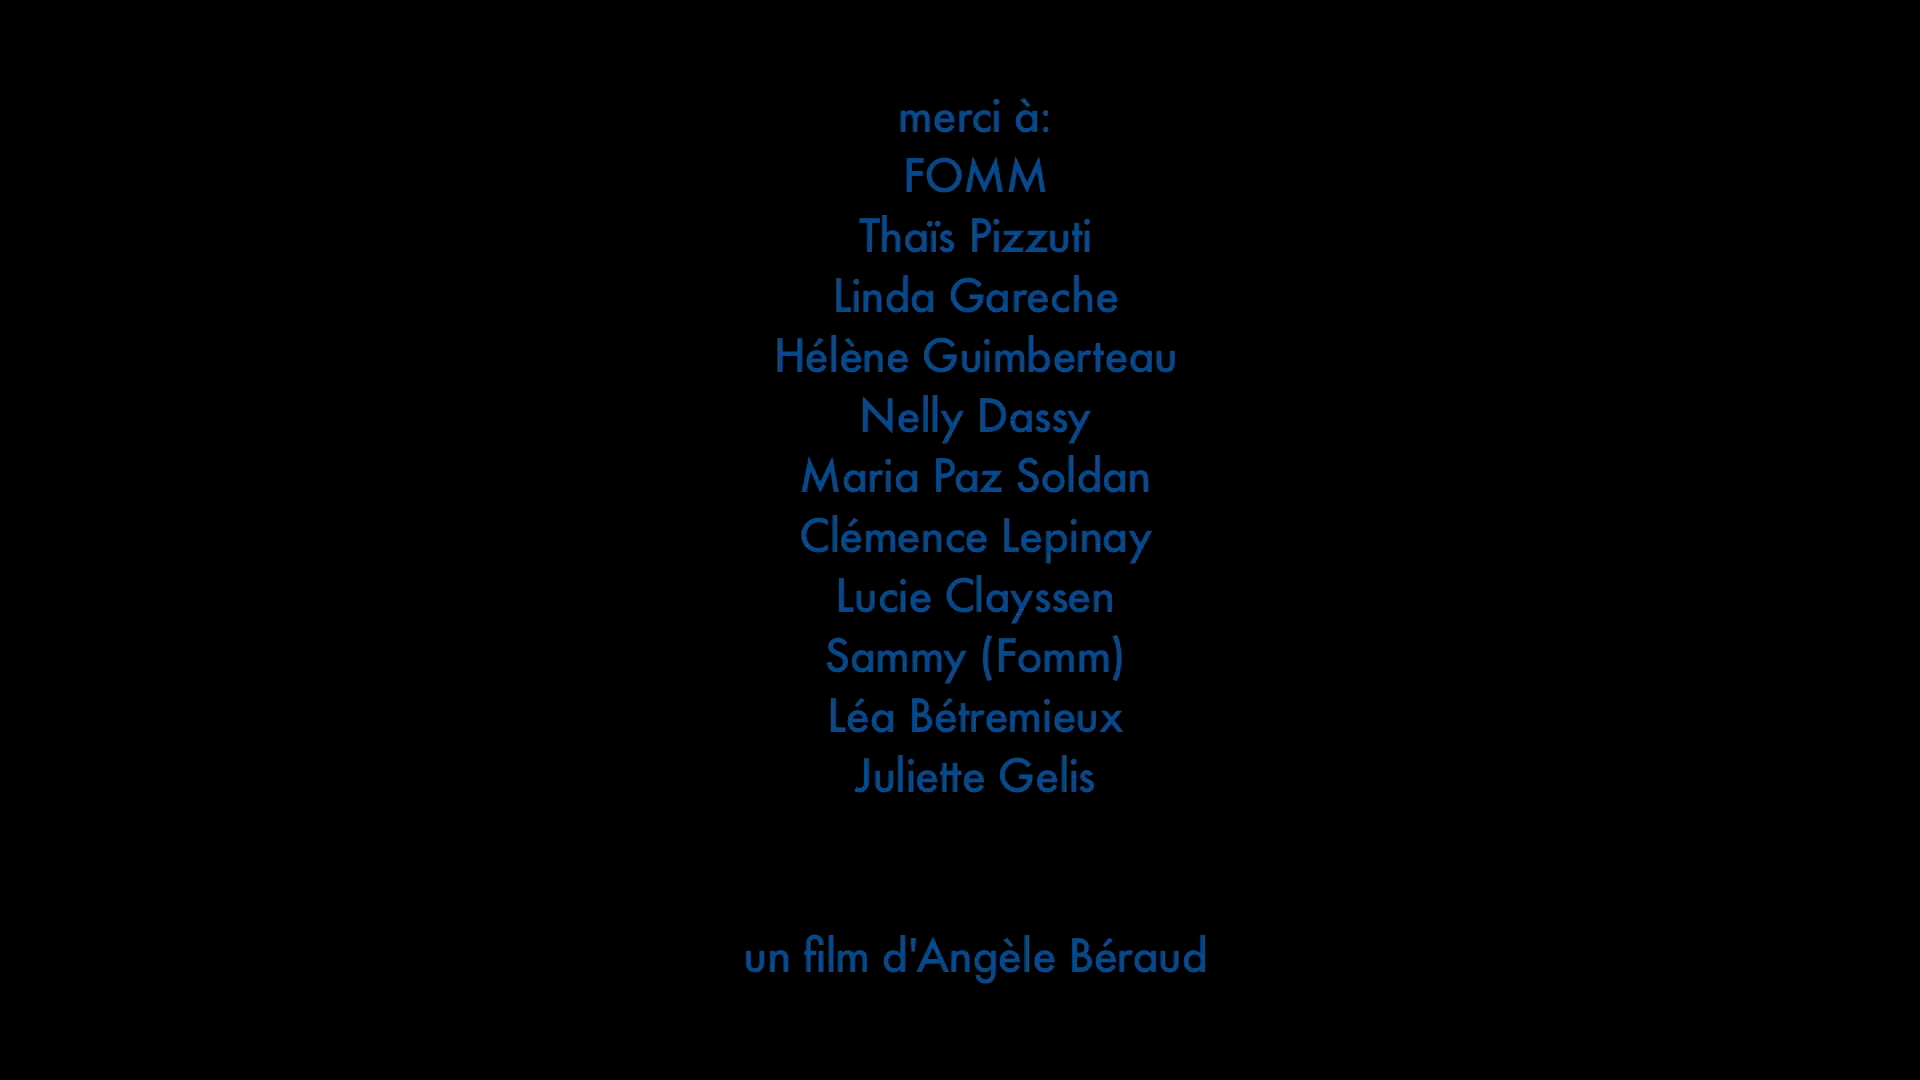 merci à:
FOMM
Thaïs Pizzuti
Linda Gareche
Hélène Guimberteau
Nelly Dassy
Maria Paz Soldan
Clémence Lepinay
Lucie Clayssen
Sammy (Fomm)
Léa Bétremieux
Juliette Gelis
un film d'Angèle Béraud